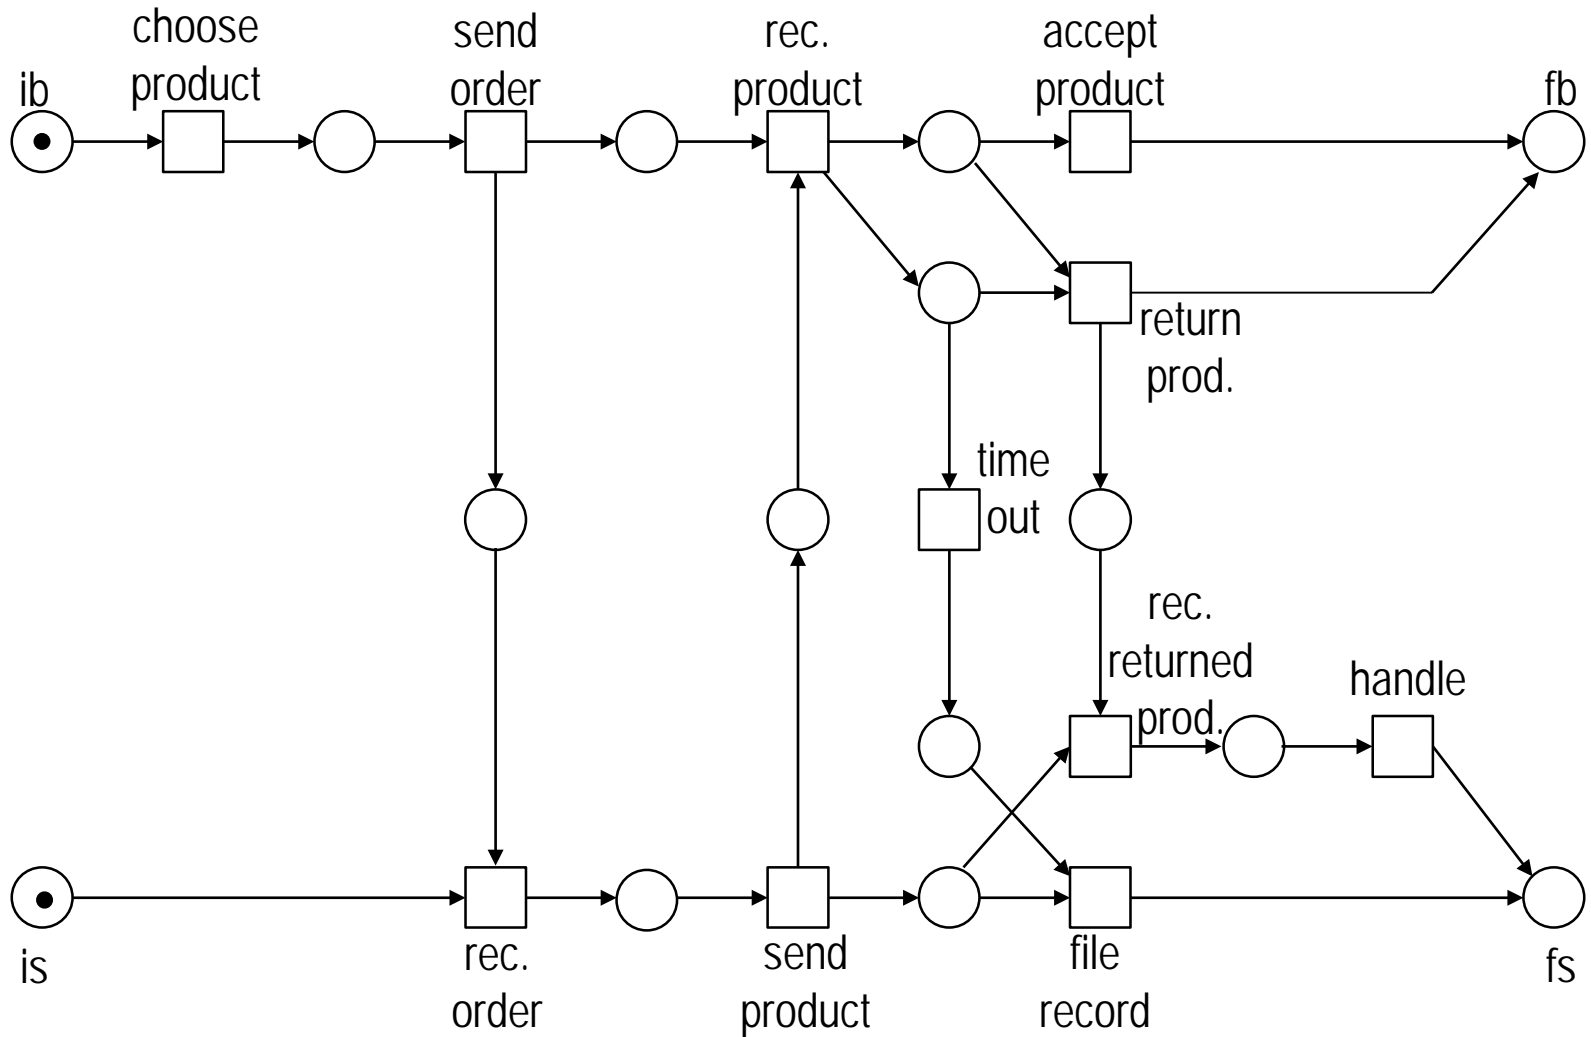 choose
product
send
order
rec.
product
accept
product
ib
fb
return
prod.
time
out
rec.
returned
prod.
handle
is
rec.
order
send
product
file
record
fs